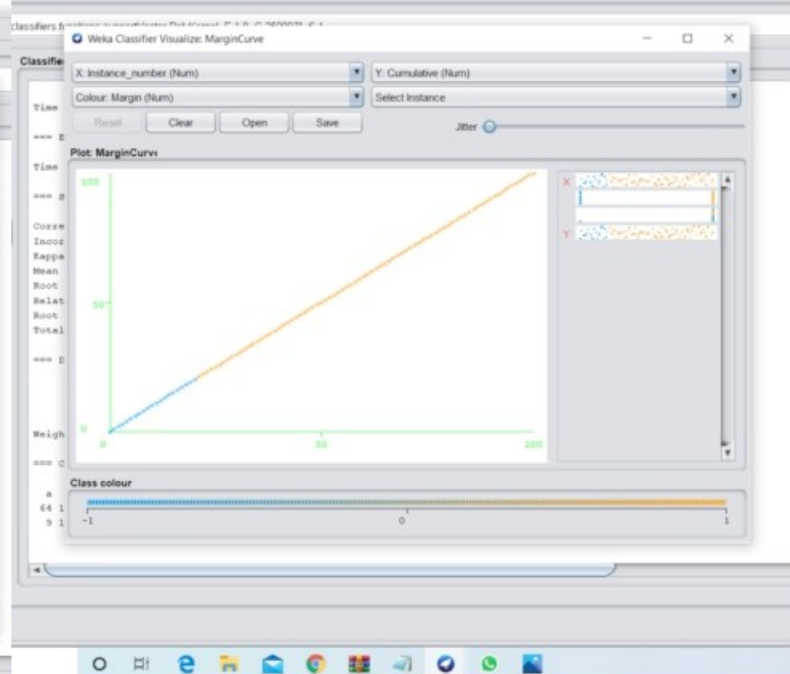 Weka Classifier Visualize: MarginCurve
Classifie
X: Instance_number (Num)
Y: Cumulative (Num)
Colour: Margin (Num)
Select Instance
Reset
Clear
Open
Save
Jitter
Plot: MarginCurve
100
50
0
0
50
100
X
Y
Class colour
-1
0
1
Time
=== E
Time
=== S
Corre
Incor
Kappa
Mean
Root
Relat
Root
Total
=== D
Weigh
=== C
a
64 1
9 1